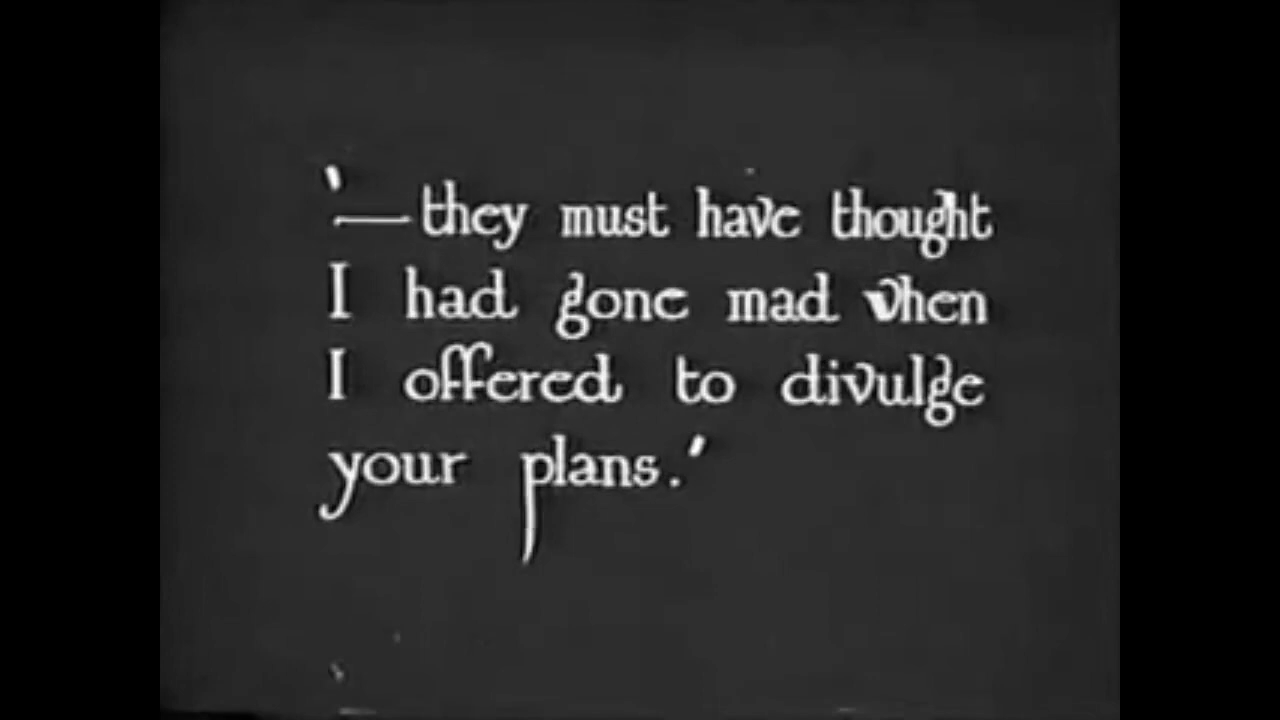 '—they must have thought
I had gone mad when
I offered to divulge
your plans.'